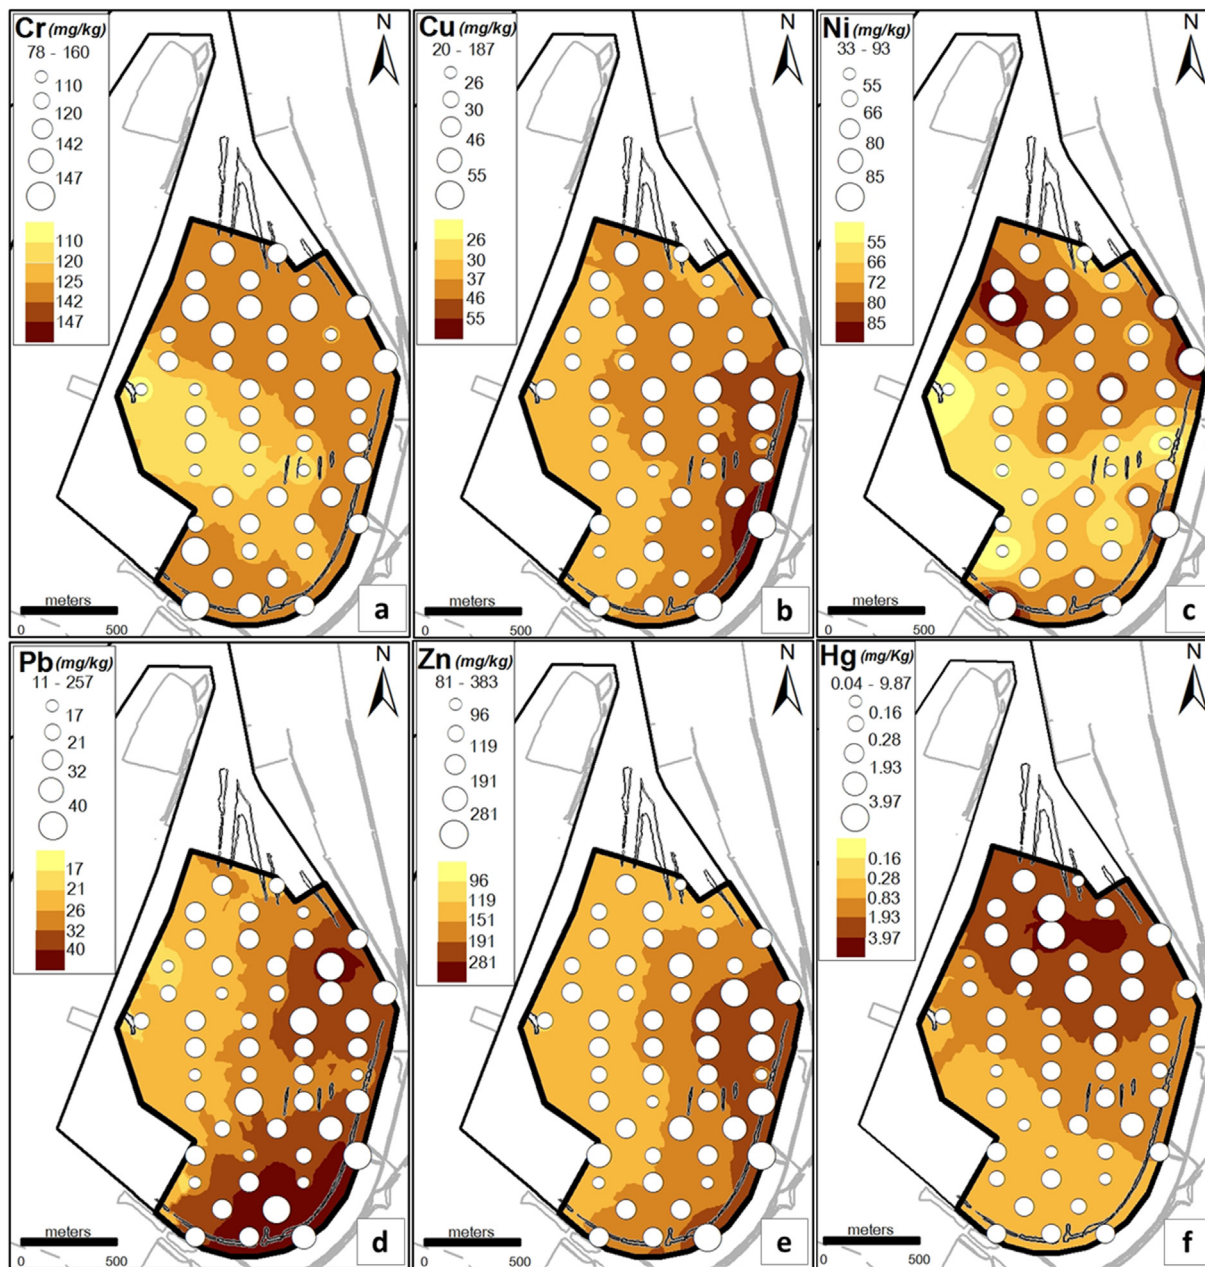 Cr (mg/kg)
78 - 160
110
120
142
147
110
120
125
142
147
N
meters
0 500
a
Cu (mg/kg)
20 - 187
26
30
46
55
26
30
37
46
55
N
meters
0 500
b
Ni (mg/kg)
33 - 93
55
66
80
85
55
66
72
80
85
N
meters
0 500
c
Pb (mg/kg)
11 - 257
17
21
32
40
17
21
26
32
40
N
meters
0 500
d
Zn (mg/kg)
81 - 383
96
119
191
281
96
119
151
191
281
N
meters
0 500
e
Hg (mg/Kg)
0.04 - 9.87
0.16
0.28
1.93
3.97
0.16
0.28
0.83
1.93
3.97
N
meters
0 500
f